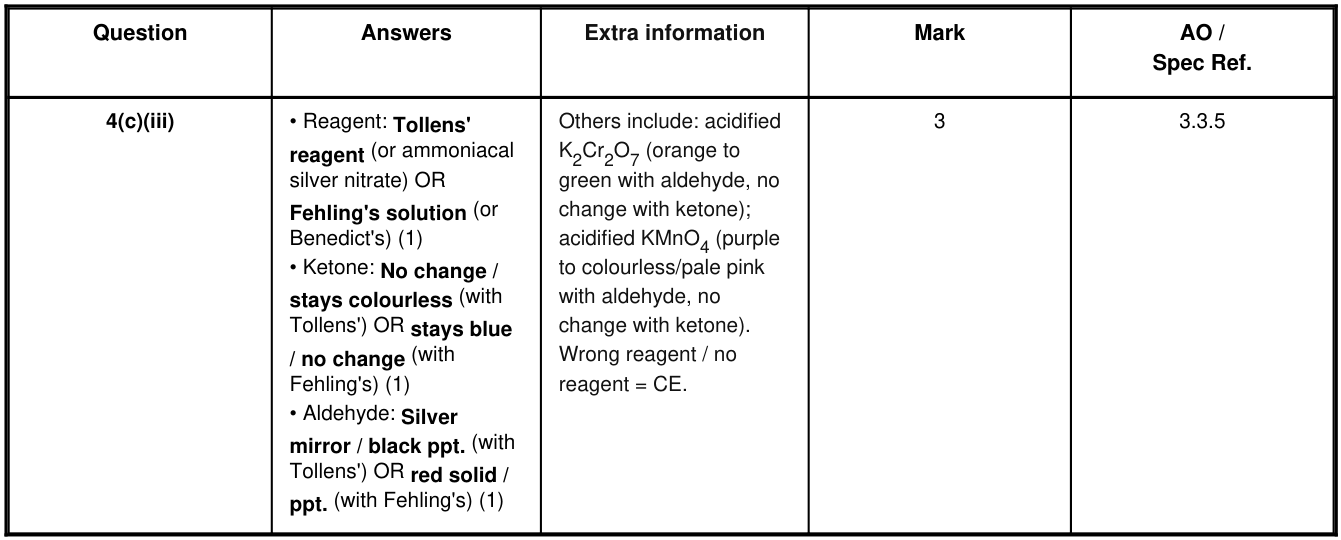 Question
Answers
Extra information
Mark
AO /
Spec Ref.
4(c)(iii)
• Reagent: Tollens'
reagent (or ammoniacal
silver nitrate) OR
Fehling's solution (or
Benedict's) (1)
• Ketone: No change /
stays colourless (with
Tollens') OR stays blue
/ no change (with
Fehling's) (1)
• Aldehyde: Silver
mirror / black ppt. (with
Tollens') OR red solid /
ppt. (with Fehling's) (1)
Others include: acidified
K₂Cr₂O₇ (orange to
green with aldehyde, no
change with ketone);
acidified KMnO₄ (purple
to colourless/pale pink
with aldehyde, no
change with ketone).
Wrong reagent / no
reagent = CE.
3
3.3.5